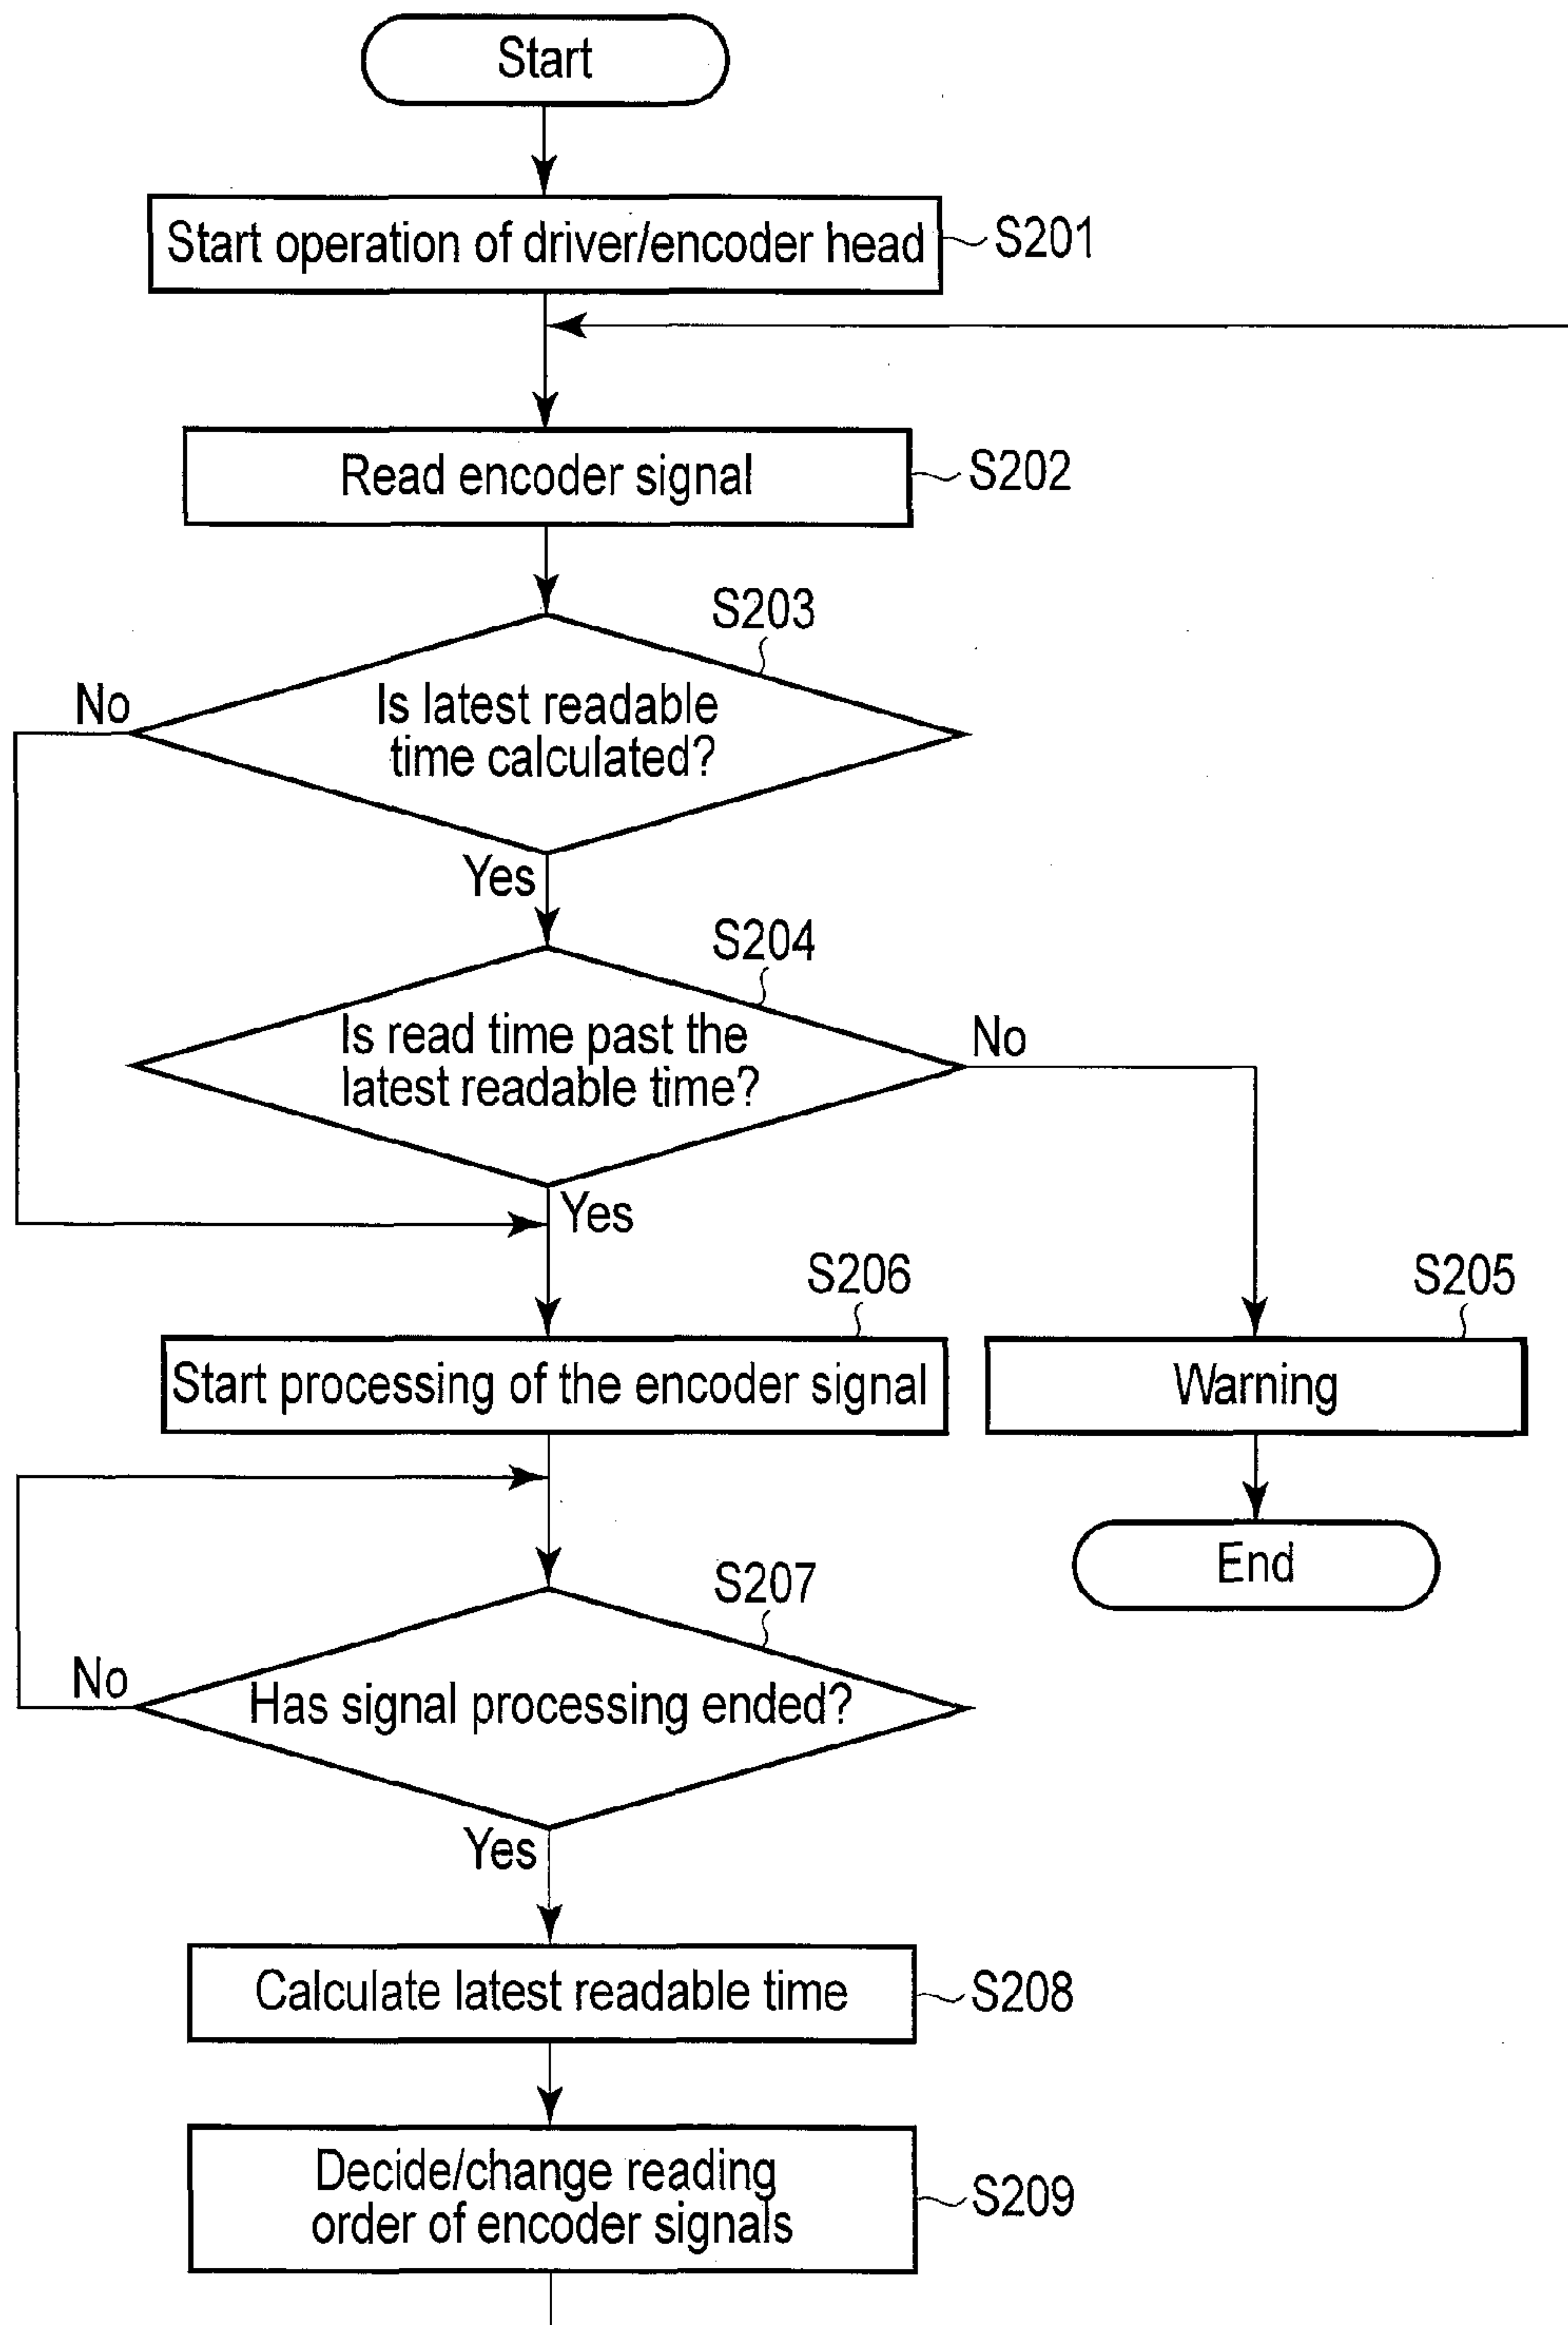 Start
Start operation of driver/encoder head
S201
Read encoder signal
S202
S203
No
Is latest readable
time calculated?
Yes
S204
Is read time past the
latest readable time?
No
Yes
S206
S205
Start processing of the encoder signal
Warning
End
S207
No
Has signal processing ended?
Yes
Calculate latest readable time
S208
Decide/change reading
order of encoder signals
S209